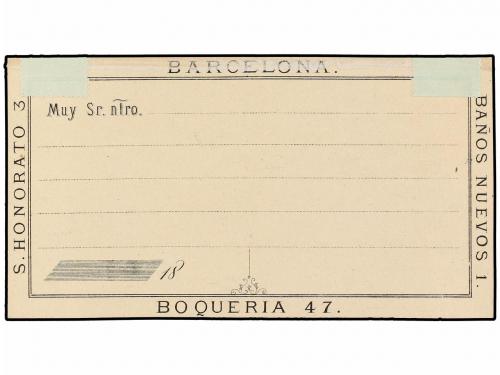 BARCELONA.
S. HONORATO 3
Muy Sr. ntro.
BAÑOS NUEVOS 1.
18
BOQUERIA 47.